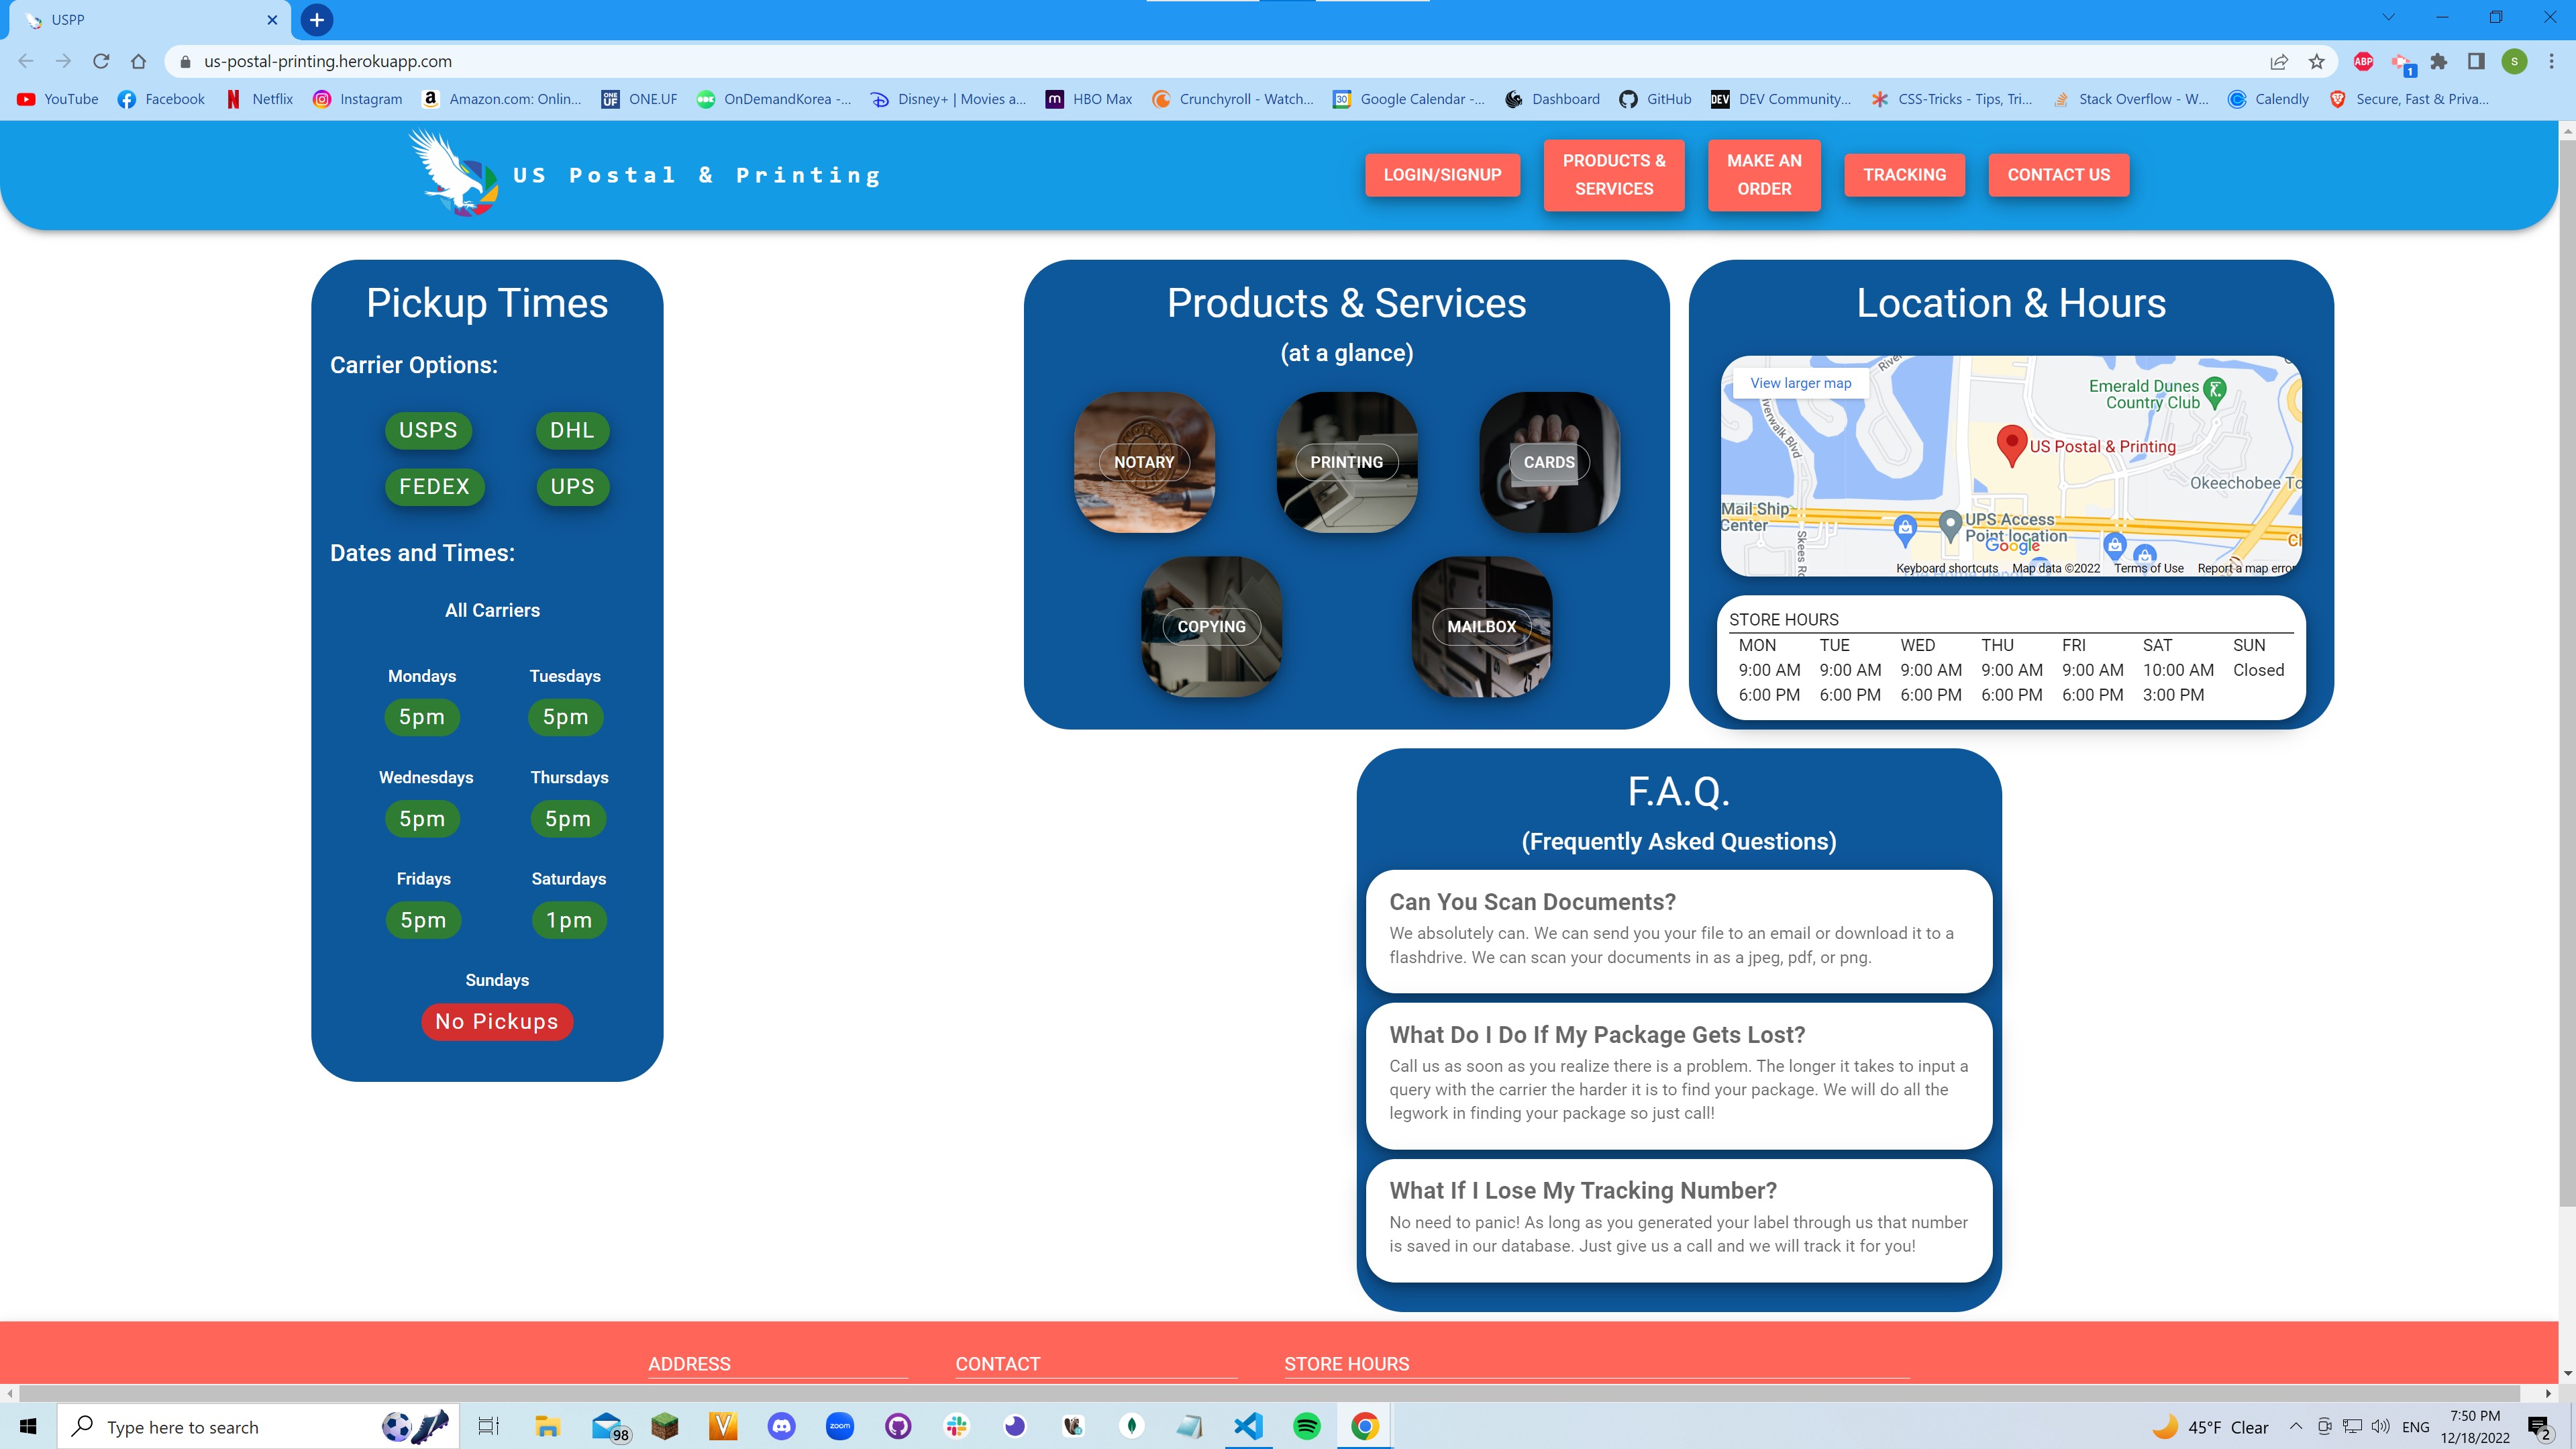 USPP
us-postal-printing.herokuapp.com
ABP
1
S
YouTube
Facebook
Netflix
Instagram
Amazon.com: Onlin...
ONE.UF
OnDemandKorea -...
Disney+ | Movies a...
HBO Max
Crunchyroll - Watch...
Google Calendar -...
Dashboard
GitHub
DEV Community...
CSS-Tricks - Tips, Tri...
Stack Overflow - W...
Calendly
Secure, Fast & Priva...
US Postal & Printing
LOGIN/SIGNUP
PRODUCTS &
SERVICES
MAKE AN
ORDER
TRACKING
CONTACT US
Pickup Times
Carrier Options:
USPS
DHL
FEDEX
UPS
Dates and Times:
All Carriers
Mondays
Tuesdays
5pm
5pm
Wednesdays
Thursdays
5pm
5pm
Fridays
Saturdays
5pm
1pm
Sundays
No Pickups
Products & Services
(at a glance)
NOTARY
PRINTING
CARDS
COPYING
MAILBOX
Location & Hours
View larger map
Emerald Dunes
Country Club
US Postal & Printing
Mail Ship
Center
UPS Access
Point location
Google
Skees Rd
Keyboard shortcuts
Map data ©2022
Terms of Use
Report a map error
STORE HOURS
MON TUE WED THU FRI SAT SUN
9:00 AM 9:00 AM 9:00 AM 9:00 AM 9:00 AM 10:00 AM Closed
6:00 PM 6:00 PM 6:00 PM 6:00 PM 6:00 PM 3:00 PM
F.A.Q.
(Frequently Asked Questions)
Can You Scan Documents?
We absolutely can. We can send you your file to an email or download it to a
flashdrive. We can scan your documents in as a jpeg, pdf, or png.
What Do I Do If My Package Gets Lost?
Call us as soon as you realize there is a problem. The longer it takes to input a
query with the carrier the harder it is to find your package. We will do all the
legwork in finding your package so just call!
What If I Lose My Tracking Number?
No need to panic! As long as you generated your label through us that number
is saved in our database. Just give us a call and we will track it for you!
ADDRESS
CONTACT
STORE HOURS
Type here to search
98
zoom
45°F Clear
ENG
7:50 PM
12/18/2022
2